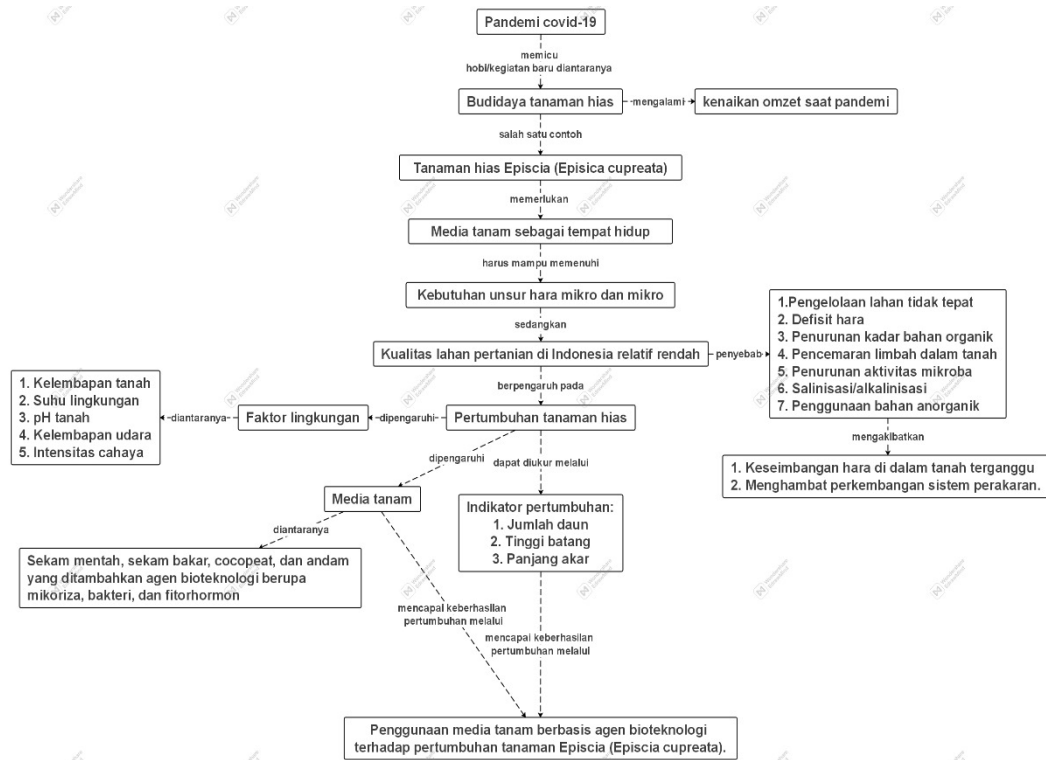 Pandemi covid-19
memicu
hobi/kegiatan baru diantaranya
Budidaya tanaman hias
mengalami
kenaikan omzet saat pandemi
salah satu contoh
Tanaman hias Episcia (Episica cupreata)
memerlukan
Media tanam sebagai tempat hidup
harus mampu memenuhi
Kebutuhan unsur hara mikro dan mikro
sedangkan
Kualitas lahan pertanian di Indonesia relatif rendah
penyebab
1.Pengelolaan lahan tidak tepat
2. Defisit hara
3. Penurunan kadar bahan organik
4. Pencemaran limbah dalam tanah
5. Penurunan aktivitas mikroba
6. Salinisasi/alkalinisasi
7. Penggunaan bahan anorganik
mengakibatkan
1. Keseimbangan hara di dalam tanah terganggu
2. Menghambat perkembangan sistem perakaran.
berpengaruh pada
Pertumbuhan tanaman hias
dipengaruhi
Faktor lingkungan
diantaranya
1. Kelembapan tanah
2. Suhu lingkungan
3. pH tanah
4. Kelembapan udara
5. Intensitas cahaya
dipengaruhi
dapat diukur melalui
Media tanam
Indikator pertumbuhan:
1. Jumlah daun
2. Tinggi batang
3. Panjang akar
diantaranya
Sekam mentah, sekam bakar, cocopeat, dan andam
yang ditambahkan agen bioteknologi berupa
mikoriza, bakteri, dan fitorhormon
mencapai keberhasilan
pertumbuhan melalui
mencapai keberhasilan
pertumbuhan melalui
Penggunaan media tanam berbasis agen bioteknologi
terhadap pertumbuhan tanaman Episcia (Episcia cupreata).